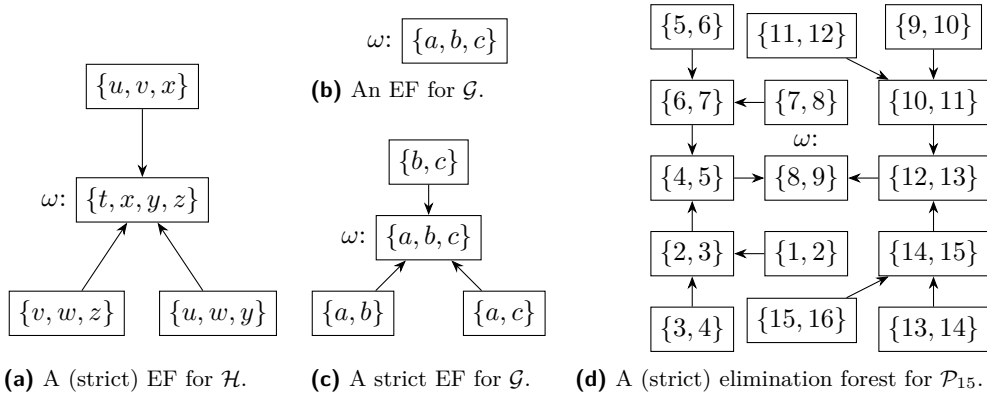 {u, v, x}
ω: {t, x, y, z}
{v, w, z} {u, w, y}
(a) A (strict) EF for H.
ω: {a, b, c}
(b) An EF for G.
{b, c}
ω: {a, b, c}
{a, b} {a, c}
(c) A strict EF for G.
{5, 6} {11, 12} {9, 10}
{6, 7} {7, 8} {10, 11}
ω:
{4, 5} {8, 9} {12, 13}
{2, 3} {1, 2} {14, 15}
{3, 4} {15, 16} {13, 14}
(d) A (strict) elimination forest for P₁₅.